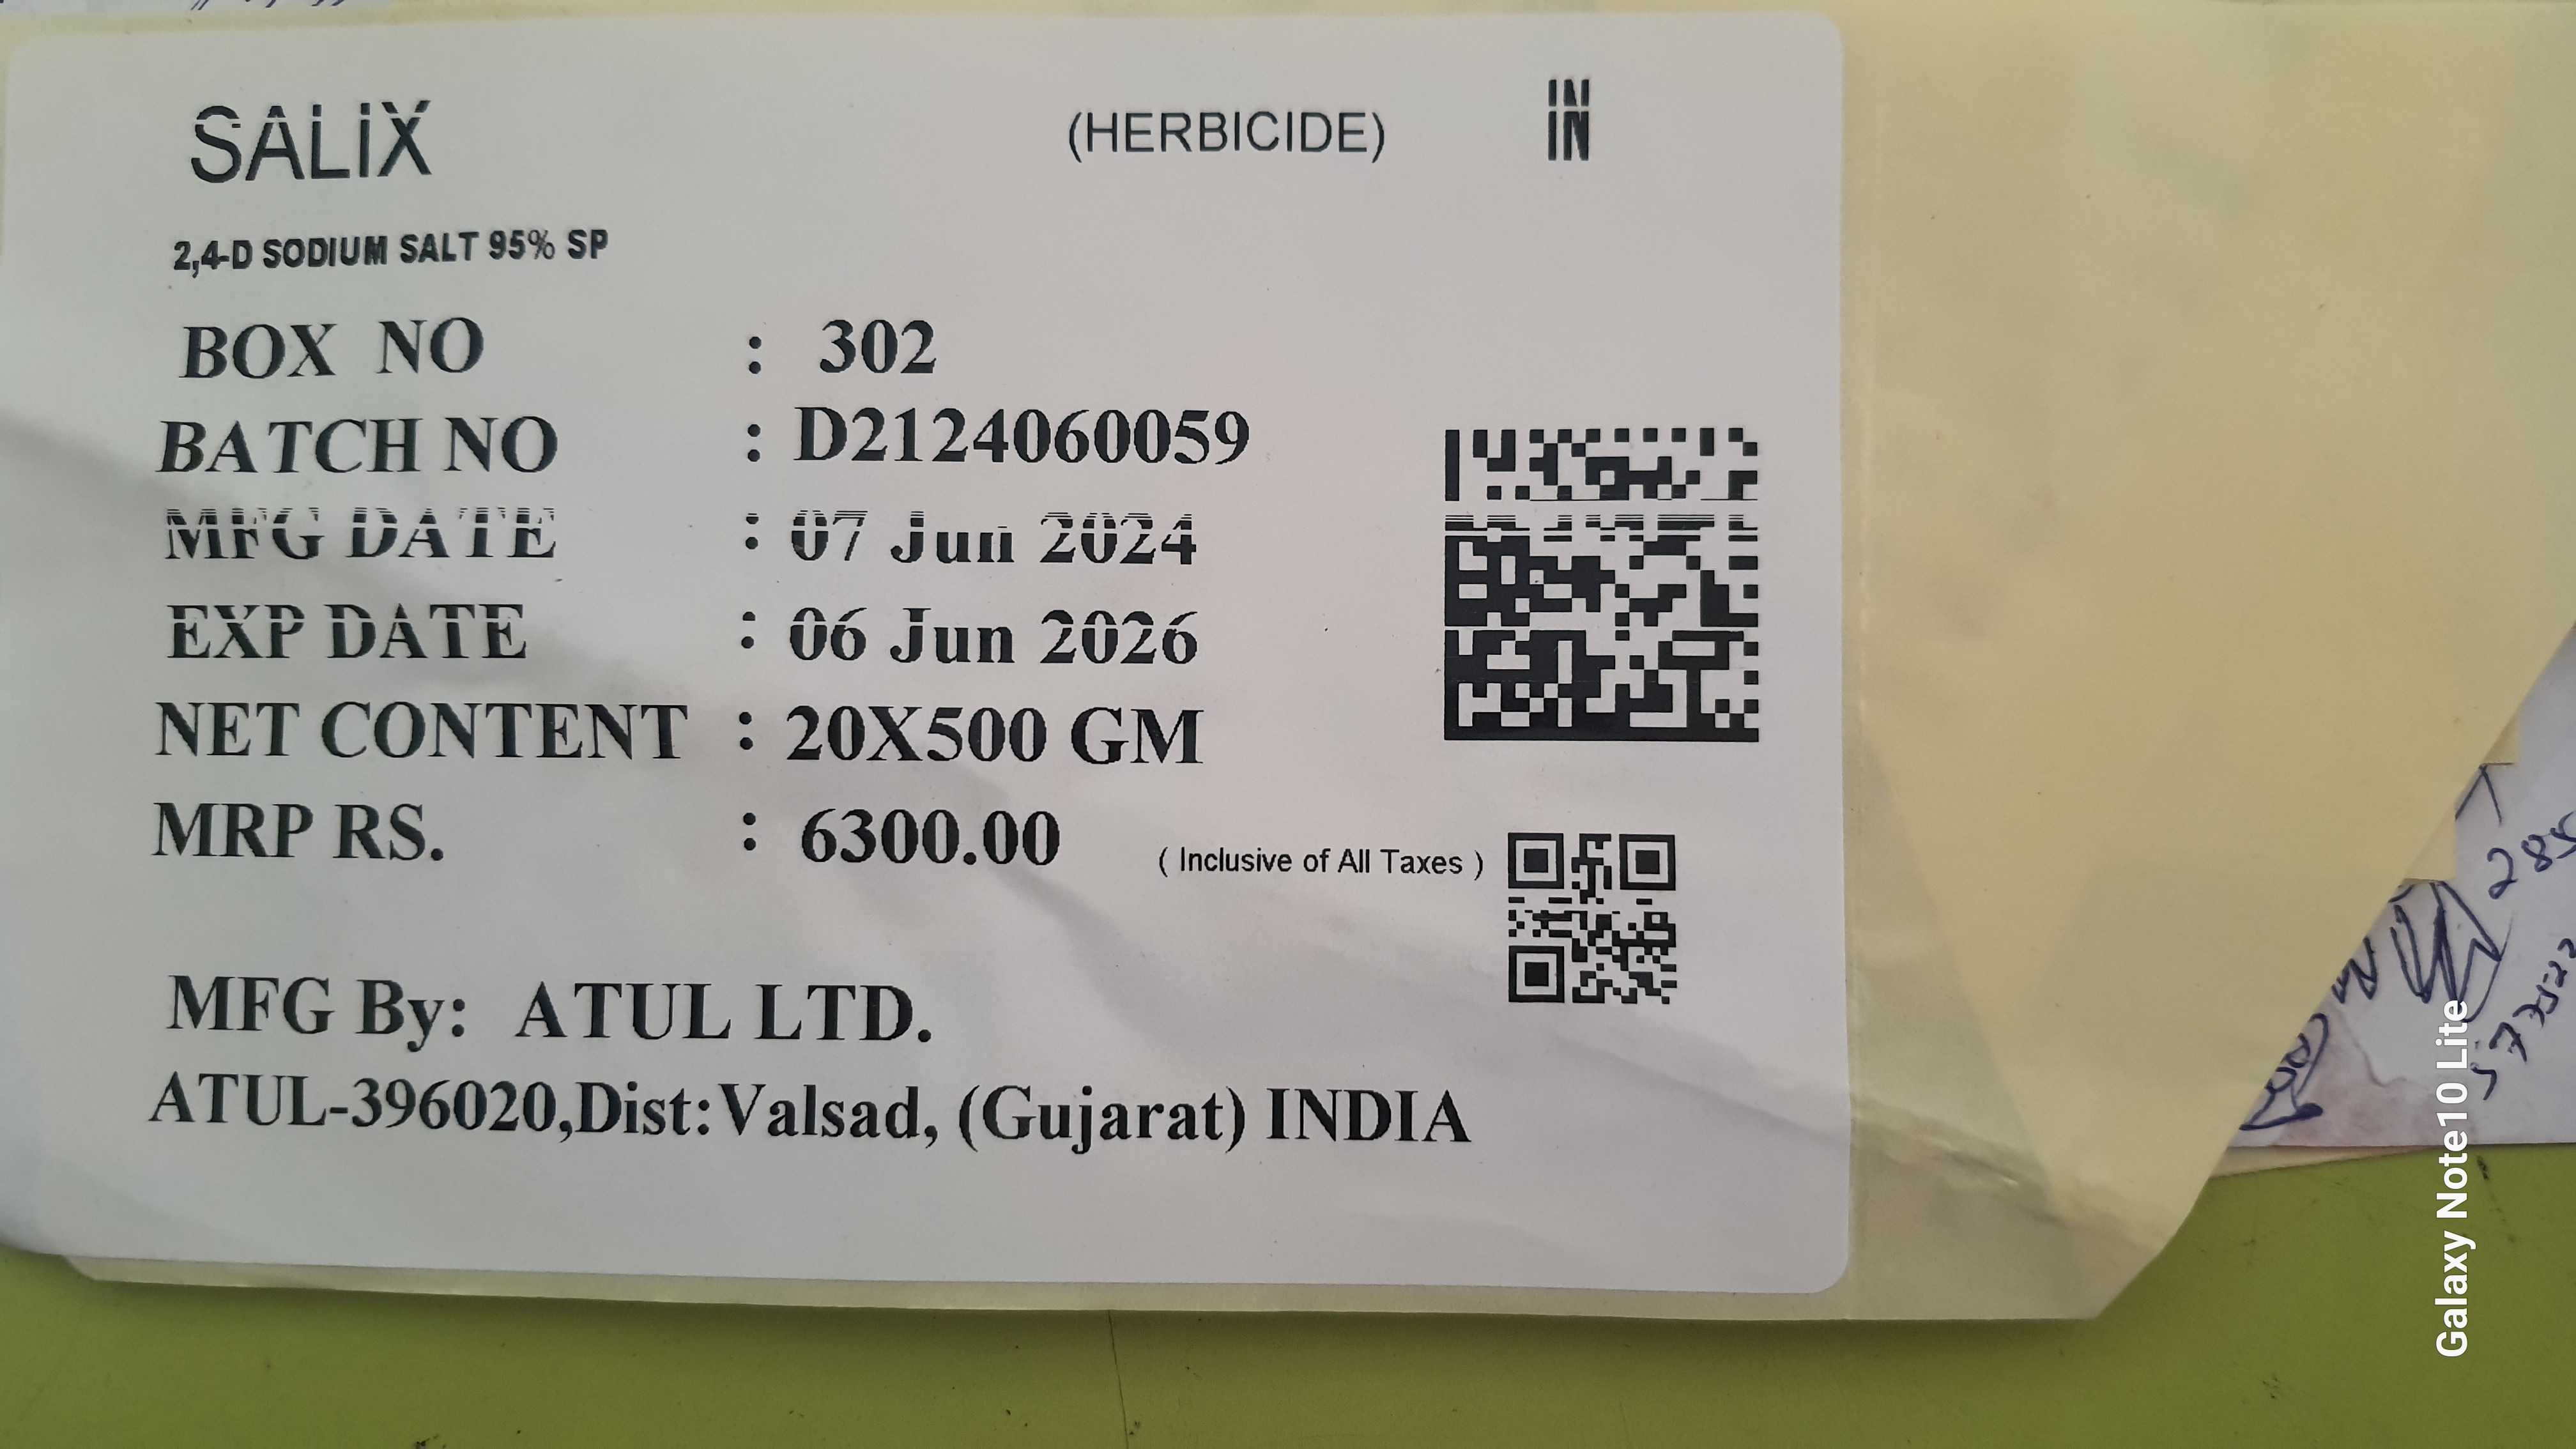 SALIX (HERBICIDE) IN
2,4-D SODIUM SALT 95% SP
BOX NO : 302
BATCH NO : D2124060059
MFG DATE : 07 Jun 2024
EXP DATE : 06 Jun 2026
NET CONTENT : 20X500 GM
MRP RS. : 6300.00 ( Inclusive of All Taxes )
MFG By: ATUL LTD.
ATUL-396020,Dist:Valsad, (Gujarat) INDIA
Galaxy Note10 Lite